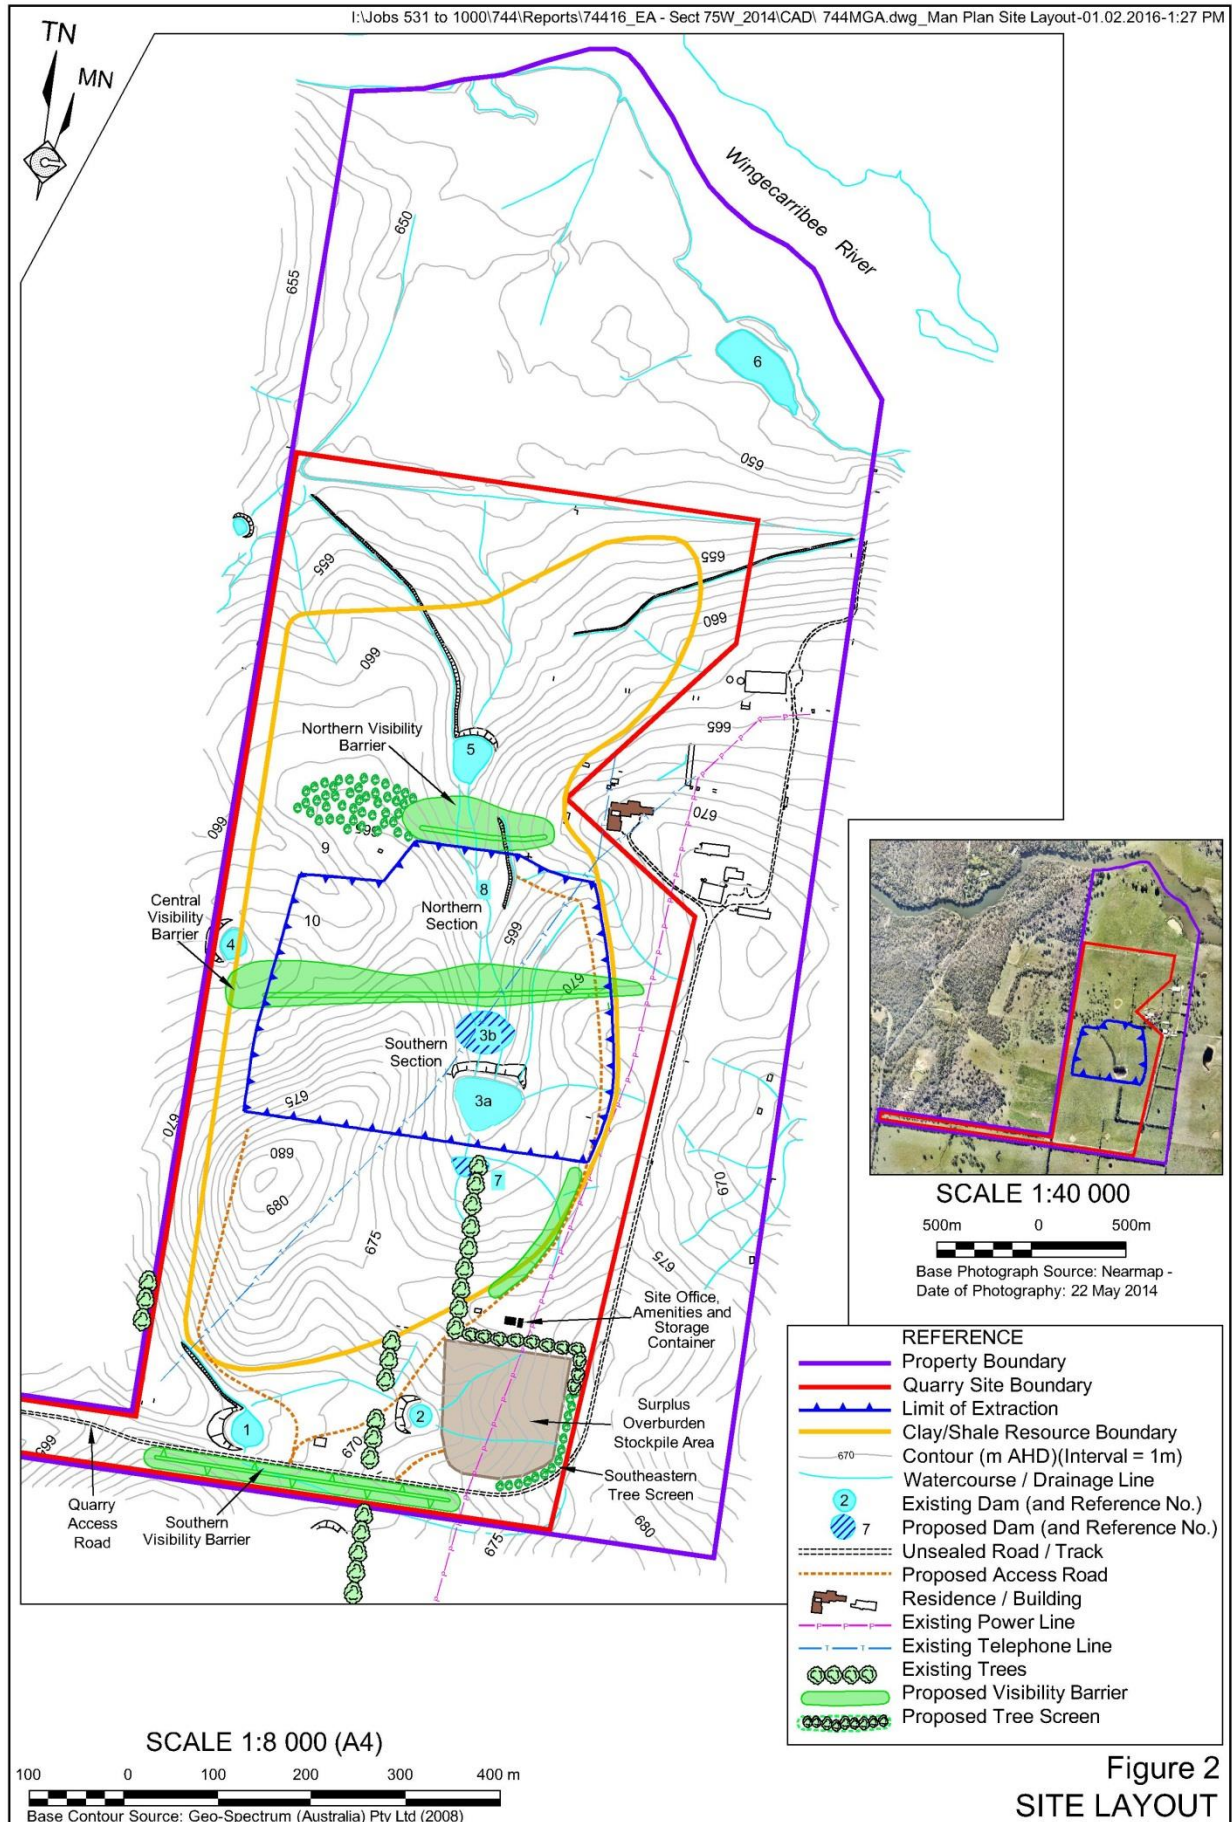 I:\Jobs 531 to 1000\744\Reports\74416_EA - Sect 75W_2014\CAD\ 744MGA.dwg_Man Plan Site Layout-01.02.2016-1:27 PM
TN
MN
Wingecarribee River
650
655
6
650
655
655
660
660
665
Northern Visibility
Barrier
5
670
660
665
9
8
Northern
Section
10
665
Central
Visibility
Barrier
4
670
3b
Southern
Section
3a
675
670
680
7
680
670
675
675
Site Office,
Amenities and
Storage
Container
Surplus
Overburden
Stockpile Area
1
2
670
Southeastern
Tree Screen
669
Quarry
Access
Road
Southern
Visibility Barrier
675
680
SCALE 1:40 000
500m 0 500m
Base Photograph Source: Nearmap -
Date of Photography: 22 May 2014
REFERENCE
Property Boundary
Quarry Site Boundary
Limit of Extraction
Clay/Shale Resource Boundary
670 Contour (m AHD)(Interval = 1m)
Watercourse / Drainage Line
2 Existing Dam (and Reference No.)
7 Proposed Dam (and Reference No.)
Unsealed Road / Track
Proposed Access Road
Residence / Building
P P P Existing Power Line
T T Existing Telephone Line
Existing Trees
Proposed Visibility Barrier
Proposed Tree Screen
SCALE 1:8 000 (A4)
100 0 100 200 300 400 m
Base Contour Source: Geo-Spectrum (Australia) Pty Ltd (2008)
Figure 2
SITE LAYOUT